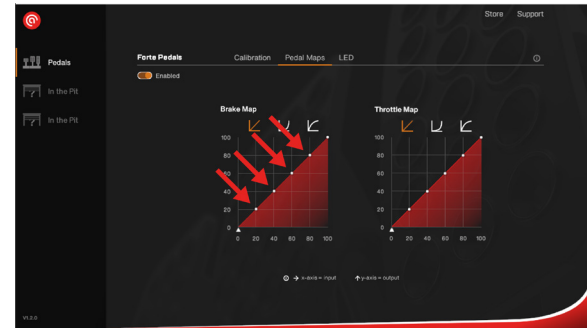 Store Support
Pedals
In the Pit
In the Pit
Forte Pedals
Calibration Pedal Maps LED
Enabled
Brake Map
100
80
60
40
20
0
0 20 40 60 80 100
Throttle Map
100
80
60
40
20
0
0 20 40 60 80 100
x-axis = input y-axis = output
V1.2.0